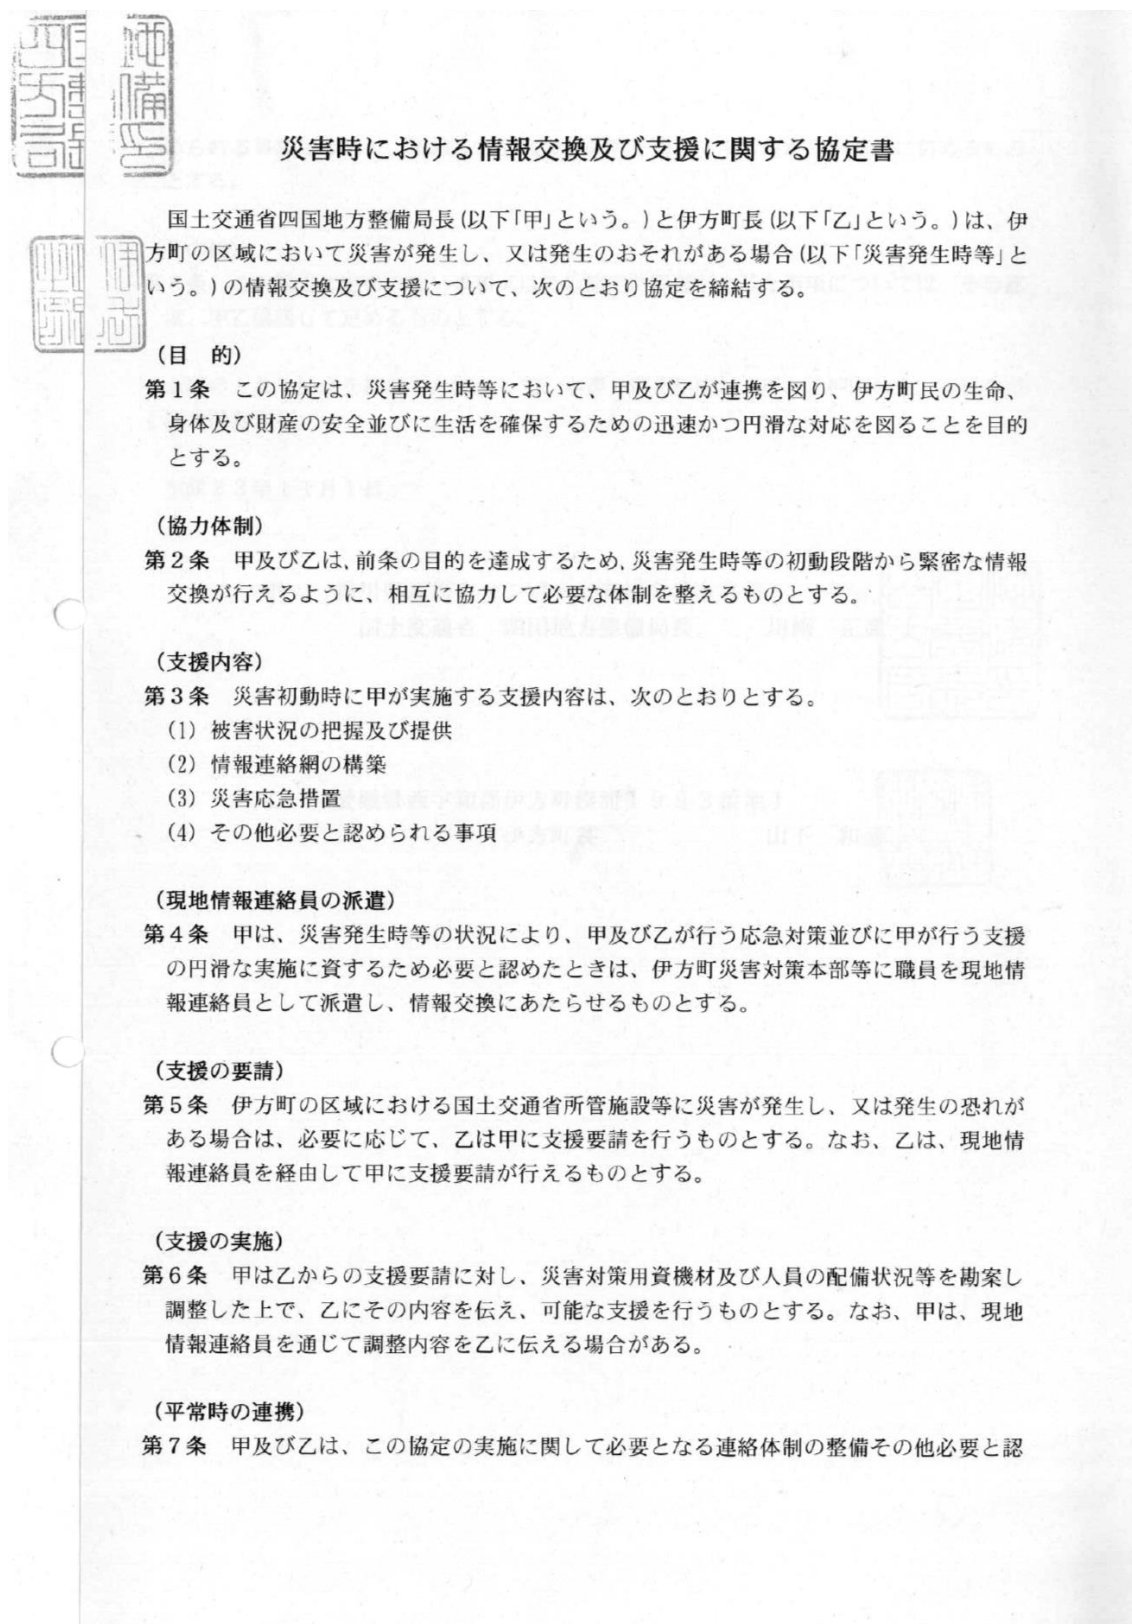 災害時における情報交換及び支援に関する協定書
国土交通省四国地方整備局長(以下「甲」という。)と伊方町長(以下「乙」という。)は、伊
方町の区域において災害が発生し、又は発生のおそれがある場合(以下「災害発生時等」と
いう。)の情報交換及び支援について、次のとおり協定を締結する。
(目 的)
第1条 この協定は、災害発生時等において、甲及び乙が連携を図り、伊方町民の生命、
身体及び財産の安全並びに生活を確保するための迅速かつ円滑な対応を図ることを目的
とする。
(協力体制)
第2条 甲及び乙は、前条の目的を達成するため、災害発生時等の初動段階から緊密な情報
交換が行えるように、相互に協力して必要な体制を整えるものとする。
(支援内容)
第3条 災害初動時に甲が実施する支援内容は、次のとおりとする。
(1) 被害状況の把握及び提供
(2) 情報連絡網の構築
(3) 災害応急措置
(4) その他必要と認められる事項
(現地情報連絡員の派遣)
第4条 甲は、災害発生時等の状況により、甲及び乙が行う応急対策並びに甲が行う支援
の円滑な実施に資するため必要と認めたときは、伊方町災害対策本部等に職員を現地情
報連絡員として派遣し、情報交換にあたらせるものとする。
(支援の要請)
第5条 伊方町の区域における国土交通省所管施設等に災害が発生し、又は発生の恐れが
ある場合は、必要に応じて、乙は甲に支援要請を行うものとする。なお、乙は、現地情
報連絡員を経由して甲に支援要請が行えるものとする。
(支援の実施)
第6条 甲は乙からの支援要請に対し、災害対策用資機材及び人員の配備状況等を勘案し
調整した上で、乙にその内容を伝え、可能な支援を行うものとする。なお、甲は、現地
情報連絡員を通じて調整内容を乙に伝える場合がある。
(平常時の連携)
第7条 甲及び乙は、この協定の実施に関して必要となる連絡体制の整備その他必要と認